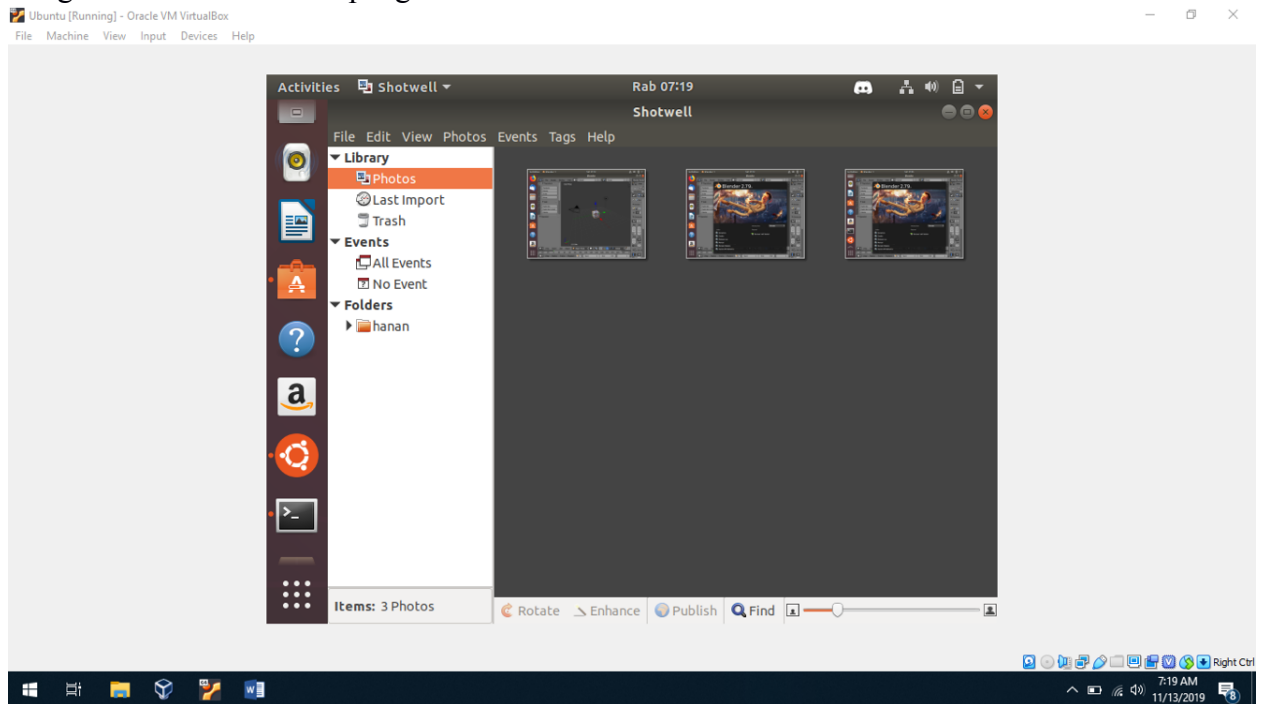 Ubuntu [Running] - Oracle VM VirtualBox
File Machine View Input Devices Help
Activities Shotwell Rab 07:19
Shotwell
File Edit View Photos Events Tags Help
Library
Photos
Last Import
Trash
Events
All Events
No Event
Folders
hanan
Items: 3 Photos
Rotate Enhance Publish Find
Right Ctrl
7:19 AM
11/13/2019
8